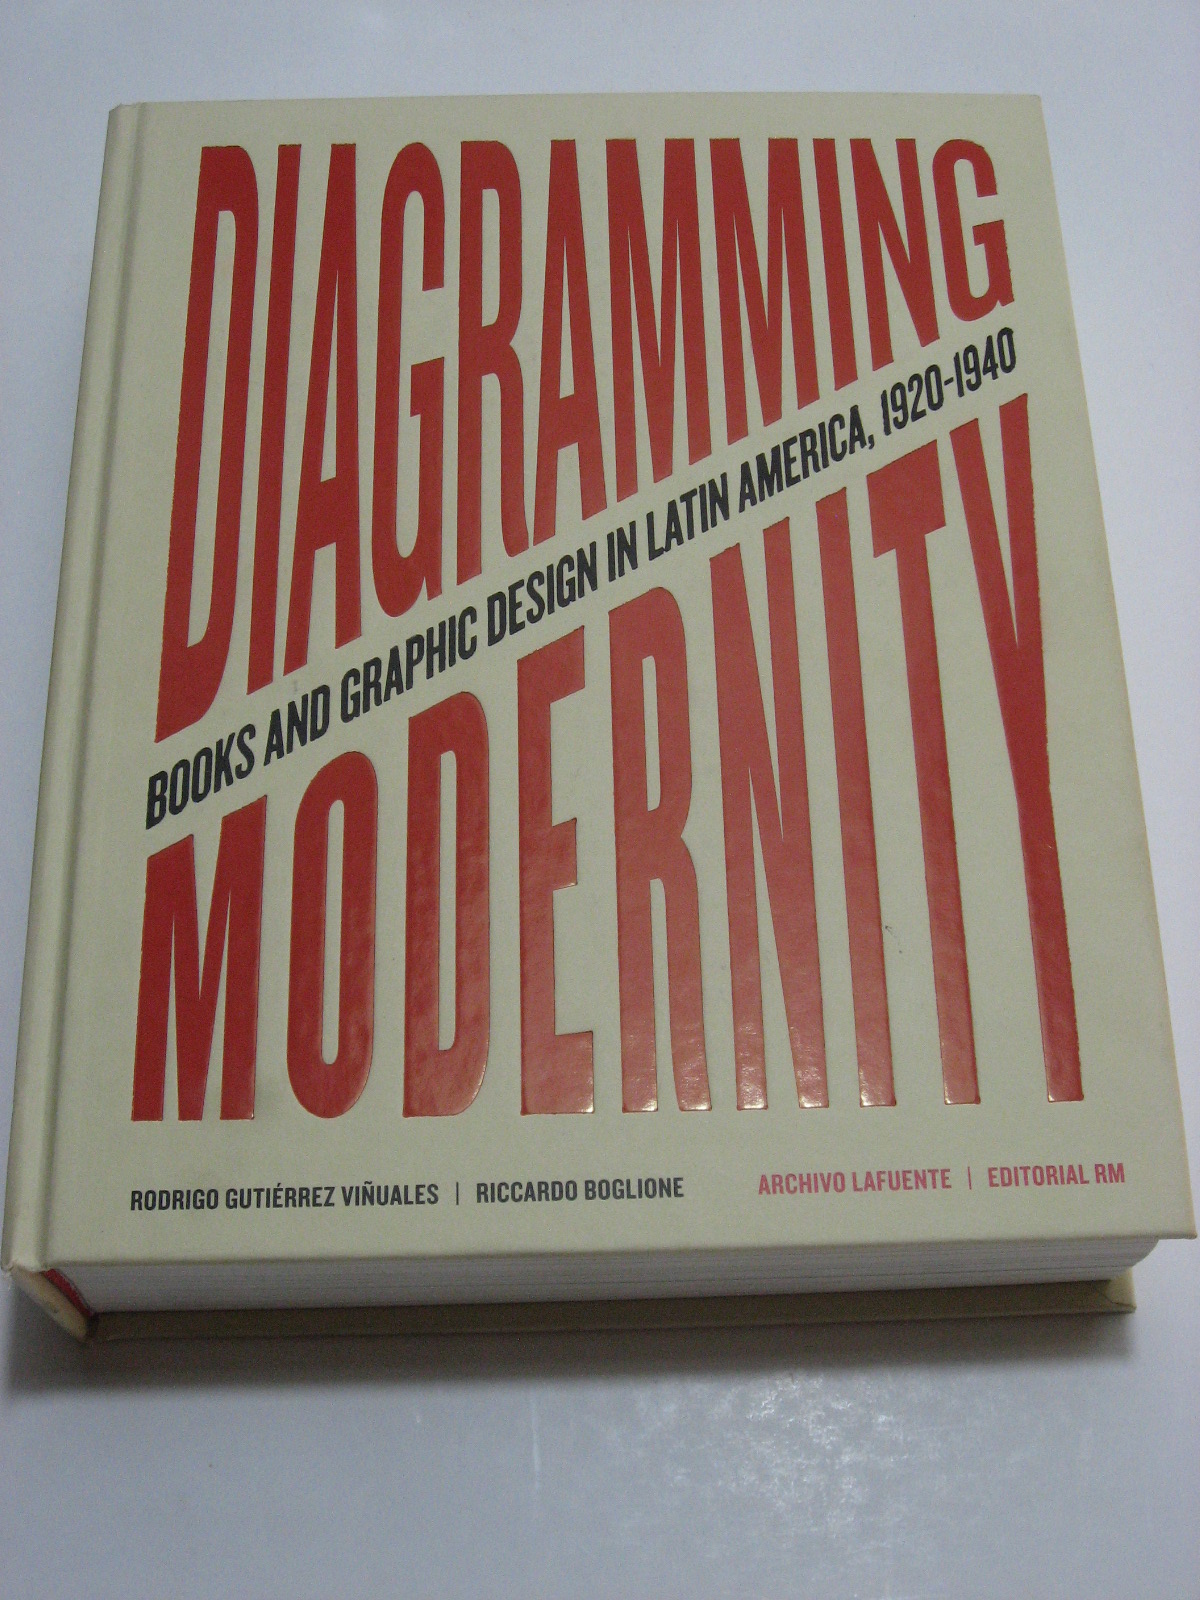 DIAGRAMMING
BOOKS AND GRAPHIC DESIGN IN LATIN AMERICA, 1920-1940
MODERNITY
RODRIGO GUTIÉRREZ VIÑUALES | RICCARDO BOGLIONE
ARCHIVO LAFUENTE | EDITORIAL RM